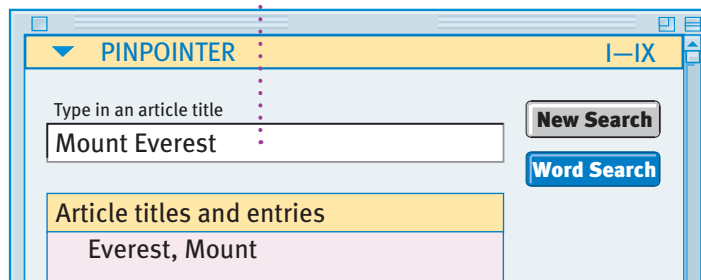 PINPOINTER I—IX
Type in an article title
Mount Everest
New Search
Word Search
Article titles and entries
Everest, Mount